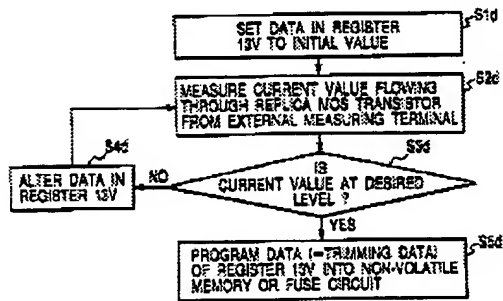 S1d
SET DATA IN REGISTER
13V TO INITIAL VALUE
S2d
MEASURE CURRENT VALUE FLOWING
THROUGH REPLICA MOS TRANSISTOR
FROM EXTERNAL MEASURING TERMINAL
S4d
S3d
ALTER DATA IN
REGISTER 13V
NO
IS
CURRENT VALUE AT DESIRED
LEVEL ?
YES
S5d
PROGRAM DATA (=TRIMMING DATA)
OF REGISTER 13V INTO NON-VOLATILE
MEMORY OR FUSE CIRCUIT